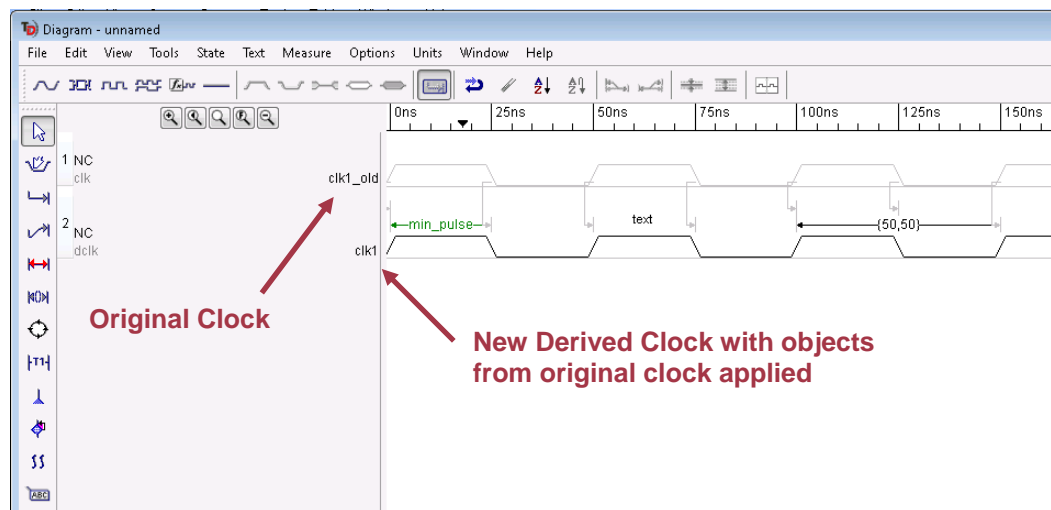 Diagram - unnamed
File Edit View Tools State Text Measure Options Units Window Help
0ns 25ns 50ns 75ns 100ns 125ns 150ns
1 NC
clk clk1_old
min_pulse text {50,50}
2 NC
dclk clk1
Original Clock
New Derived Clock with objects
from original clock applied